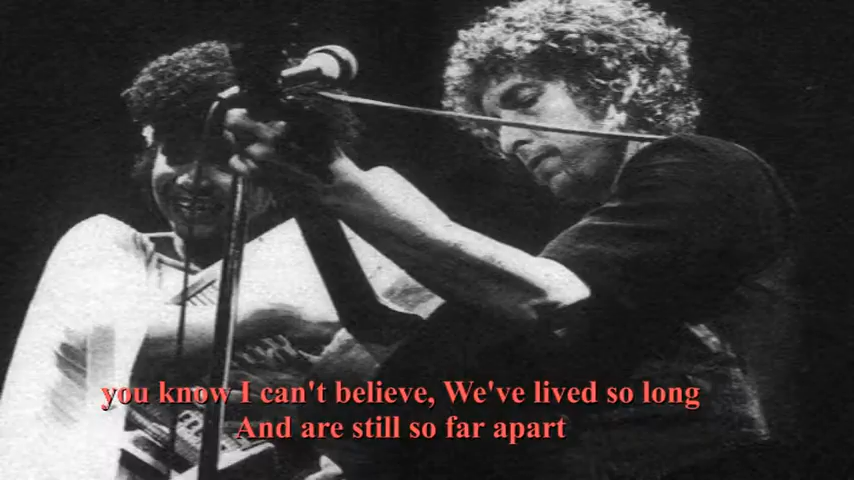 you know I can't believe, We've lived so long
And are still so far apart